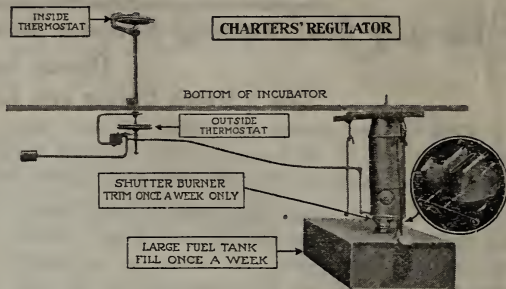 INSIDE
THERMOSTAT
CHARTERS' REGULATOR
BOTTOM OF INCUBATOR
OUTSIDE
THERMOSTAT
SHUTTER BURNER
TRIM ONCE A WEEK ONLY
LARGE FUEL TANK
FILL ONCE A WEEK